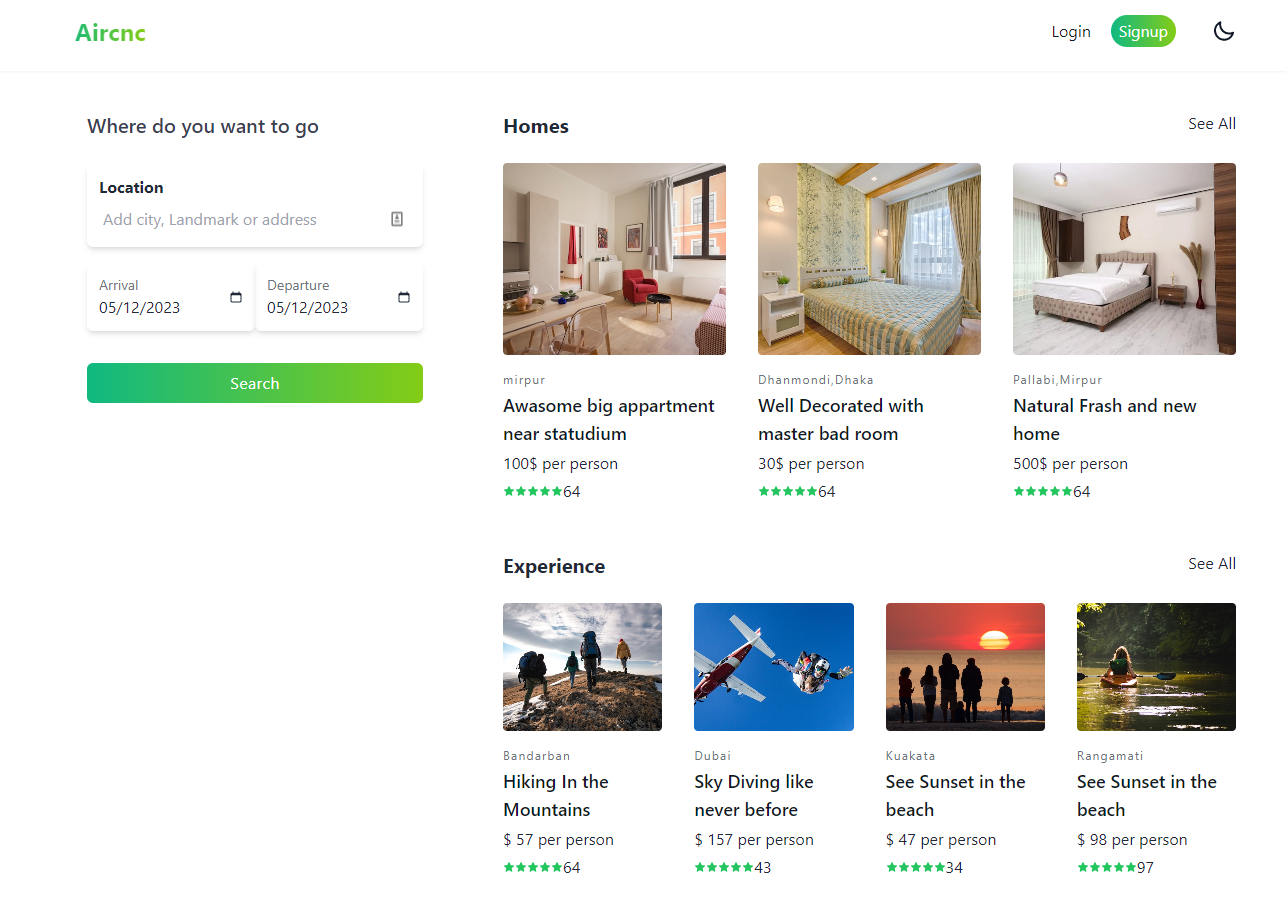 Aircnc
Login
Signup
Where do you want to go
Location
Add city, Landmark or address
Arrival
05/12/2023
Departure
05/12/2023
Search
Homes
See All
mirpur
Awasome big appartment
near statudium
100$ per person
64
Dhanmondi,Dhaka
Well Decorated with
master bad room
30$ per person
64
Pallabi,Mirpur
Natural Frash and new
home
500$ per person
64
Experience
See All
Bandarban
Hiking In the
Mountains
$ 57 per person
64
Dubai
Sky Diving like
never before
$ 157 per person
43
Kuakata
See Sunset in the
beach
$ 47 per person
34
Rangamati
See Sunset in the
beach
$ 98 per person
97